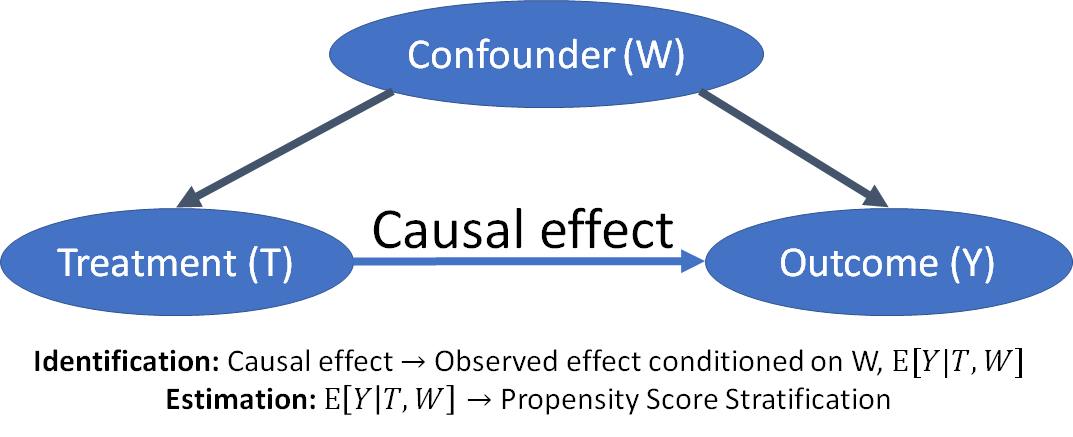 Confounder (W)
Causal effect
Treatment (T)
Outcome (Y)
Identification: Causal effect → Observed effect conditioned on W, E[Y|T, W]
Estimation: E[Y|T, W] → Propensity Score Stratification